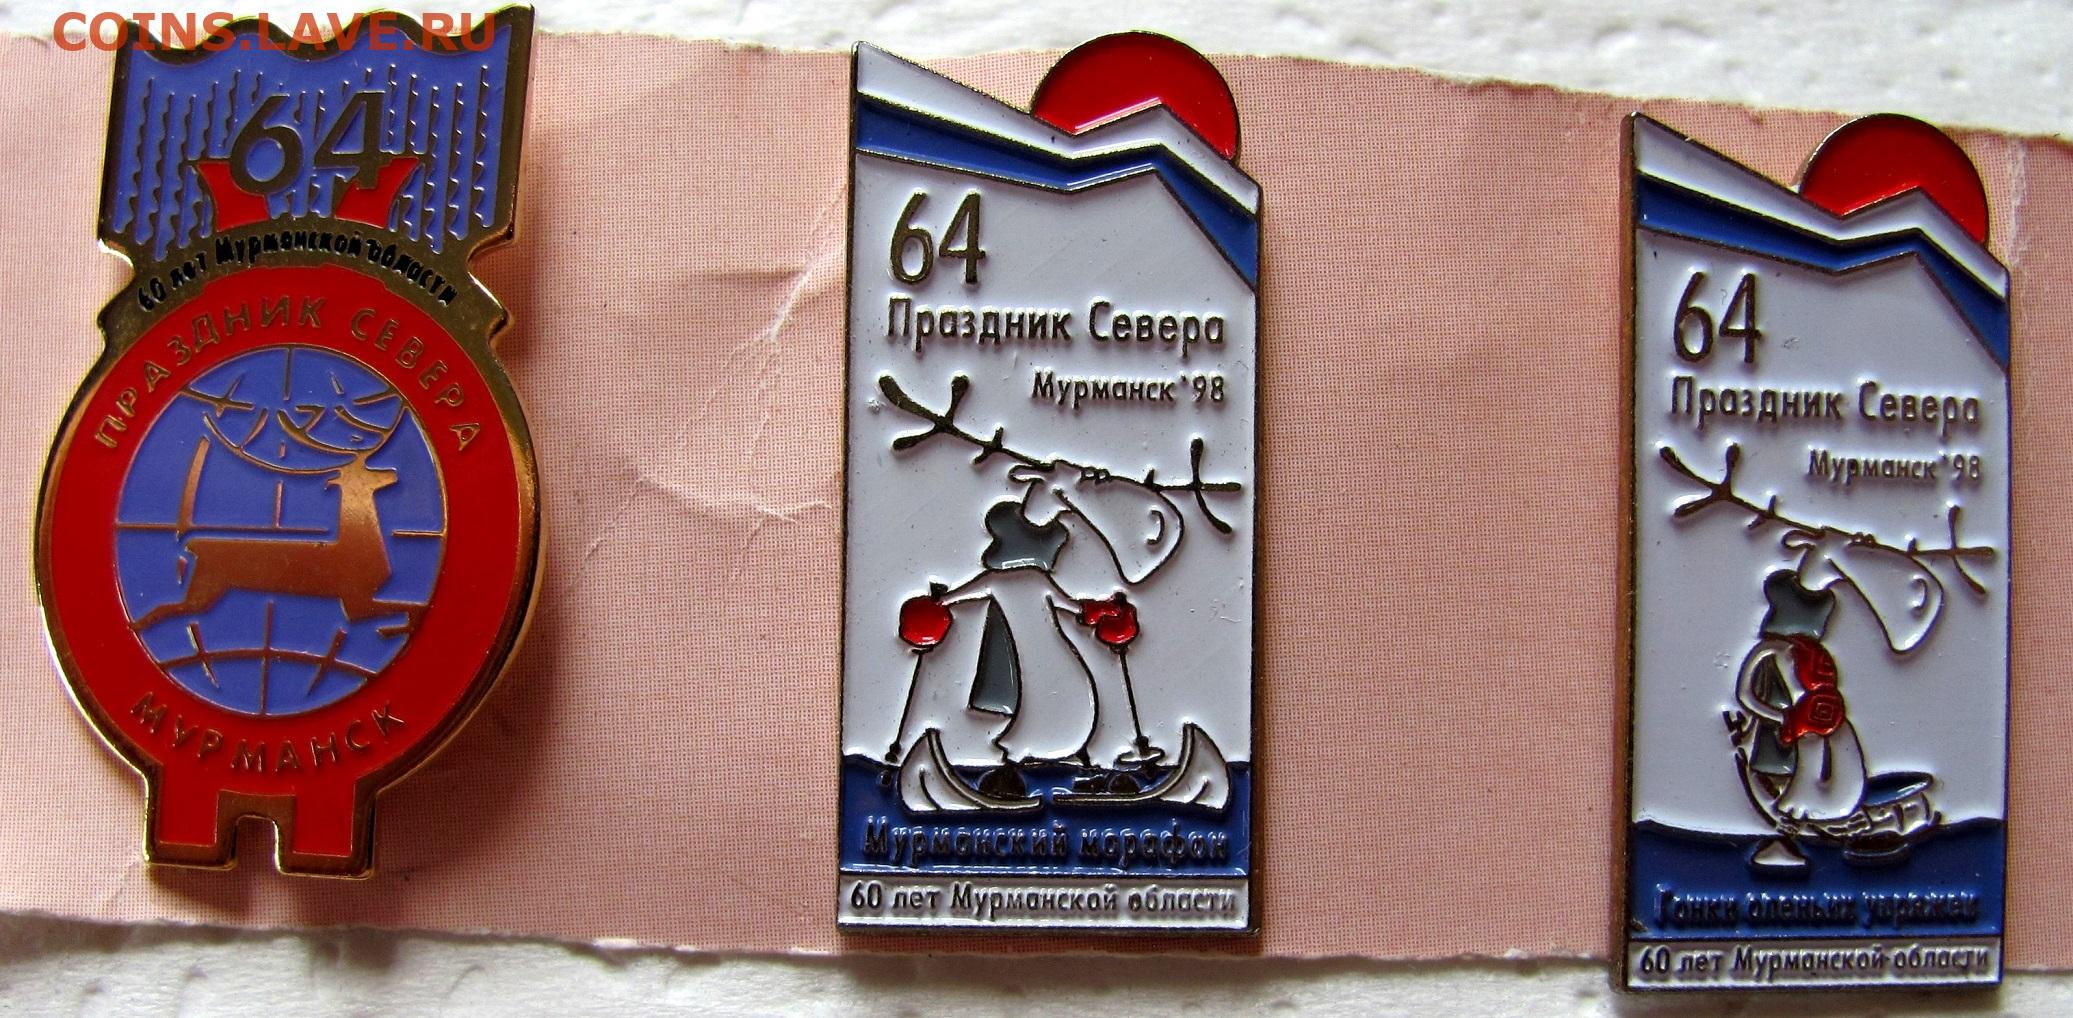 COINS.LAVE.RU
64
60 лет Мурманской области
ПРАЗДНИК СЕВЕРА
МУРМАНСК
64
Праздник Севера
Мурманск '98
Мурманский марафон
60 лет Мурманской области
64
Праздник Севера
Мурманск '98
Гонки оленьих упряжек
60 лет Мурманской области